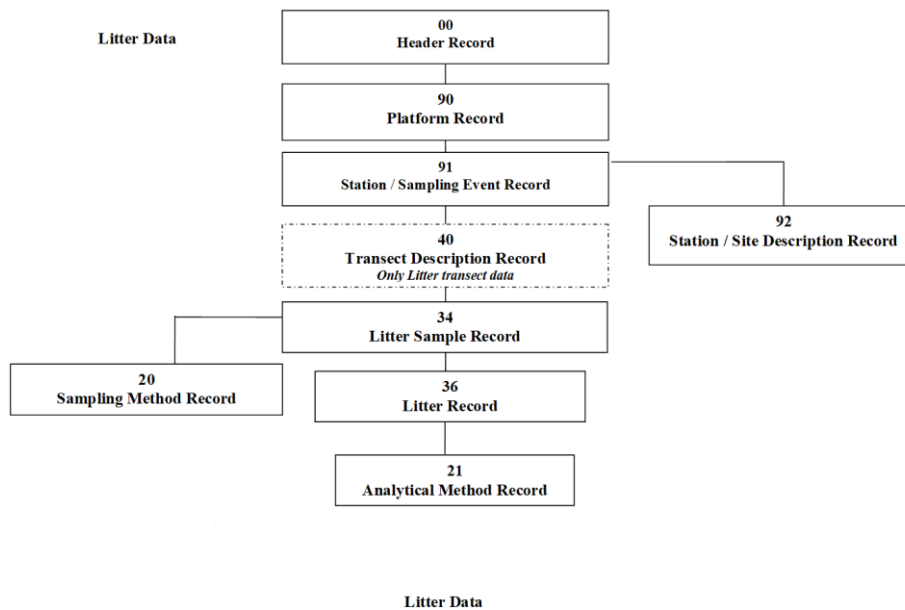 Litter Data
00
Header Record
90
Platform Record
91
Station / Sampling Event Record
92
Station / Site Description Record
40
Transect Description Record
Only Litter transect data
34
Litter Sample Record
20
Sampling Method Record
36
Litter Record
21
Analytical Method Record
Litter Data